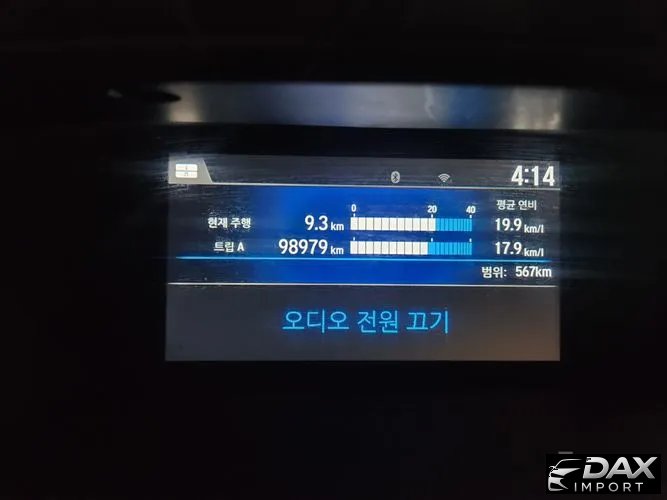 4:14
0 20 40 평균 연비
현재 주행 9.3 km 19.9 km/l
트립 A 98979 km 17.9 km/l
범위: 567km
오디오 전원 끄기
DAX
IMPORT